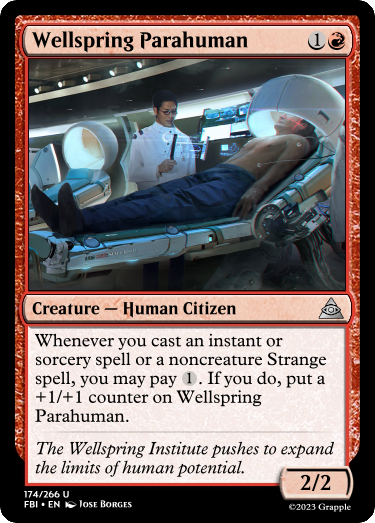 Wellspring Parahuman 1
Creature — Human Citizen
Whenever you cast an instant or
sorcery spell or a noncreature Strange
spell, you may pay 1. If you do, put a
+1/+1 counter on Wellspring
Parahuman.
The Wellspring Institute pushes to expand
the limits of human potential.
2/2
174/266 U
FBI • EN Jose Borges
©2023 Grapple